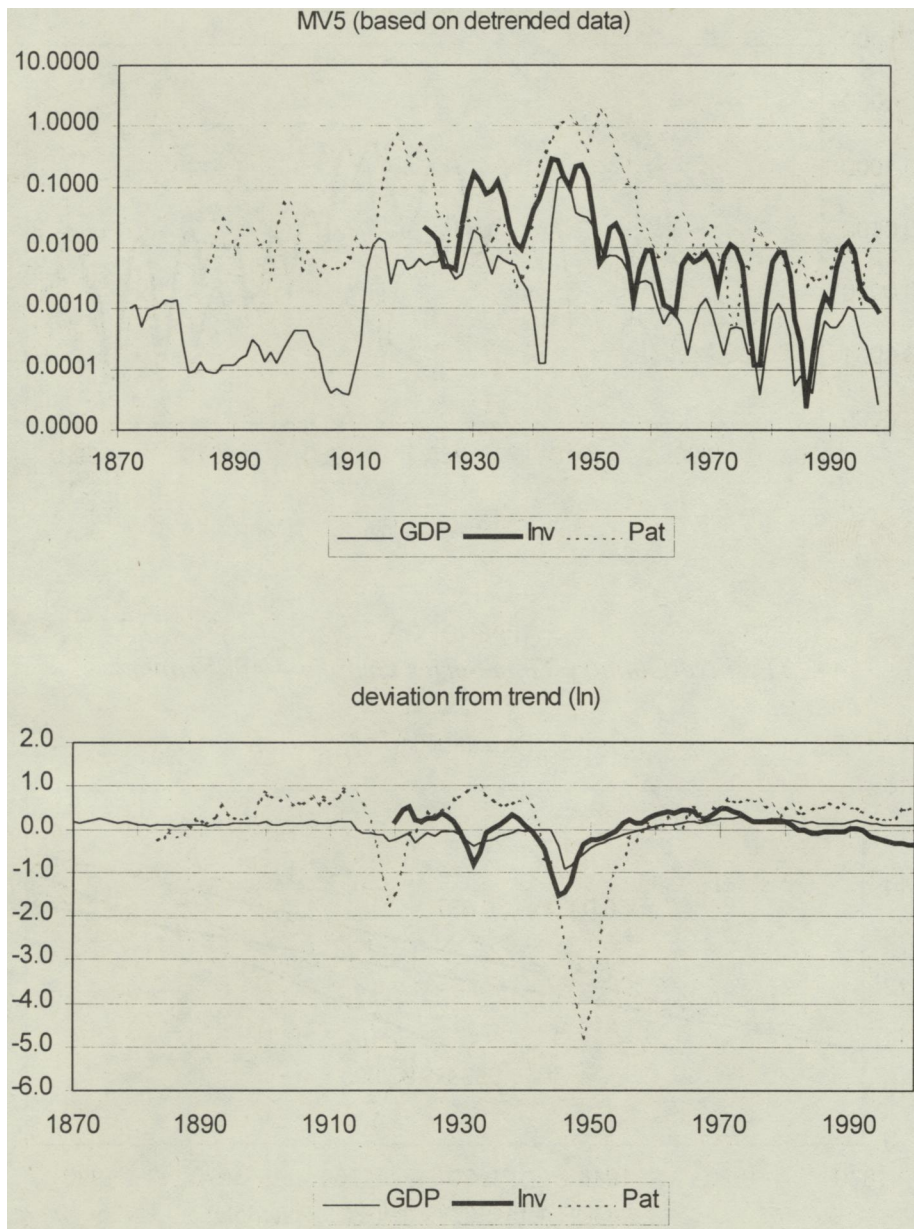 MV5 (based on detrended data)
10.0000
1.0000
0.1000
0.0100
0.0010
0.0001
0.0000
1870 1890 1910 1930 1950 1970 1990
GDP Inv Pat
deviation from trend (ln)
2.0
1.0
0.0
-1.0
-2.0
-3.0
-4.0
-5.0
-6.0
1870 1890 1910 1930 1950 1970 1990
GDP Inv Pat